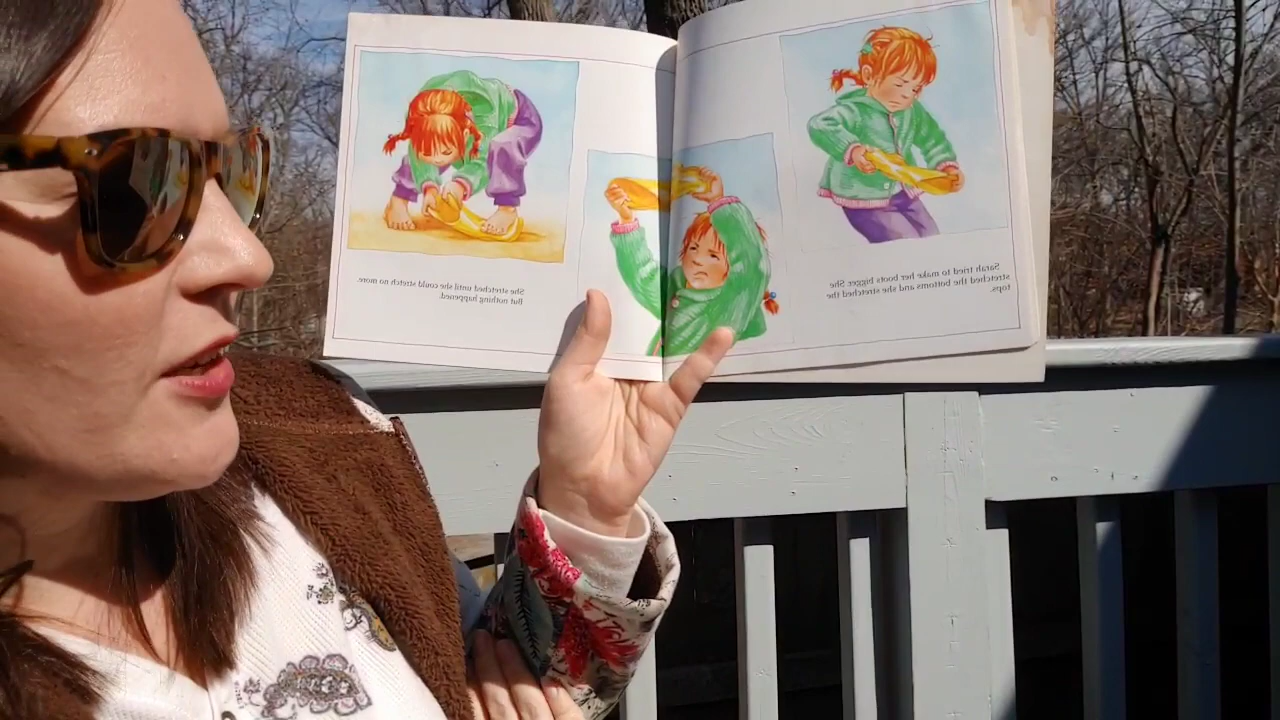 Sarah tried to make her boots bigger. She
stretched the bottoms and she stretched the
tops.
She stretched until she could stretch no more.
But nothing happened.